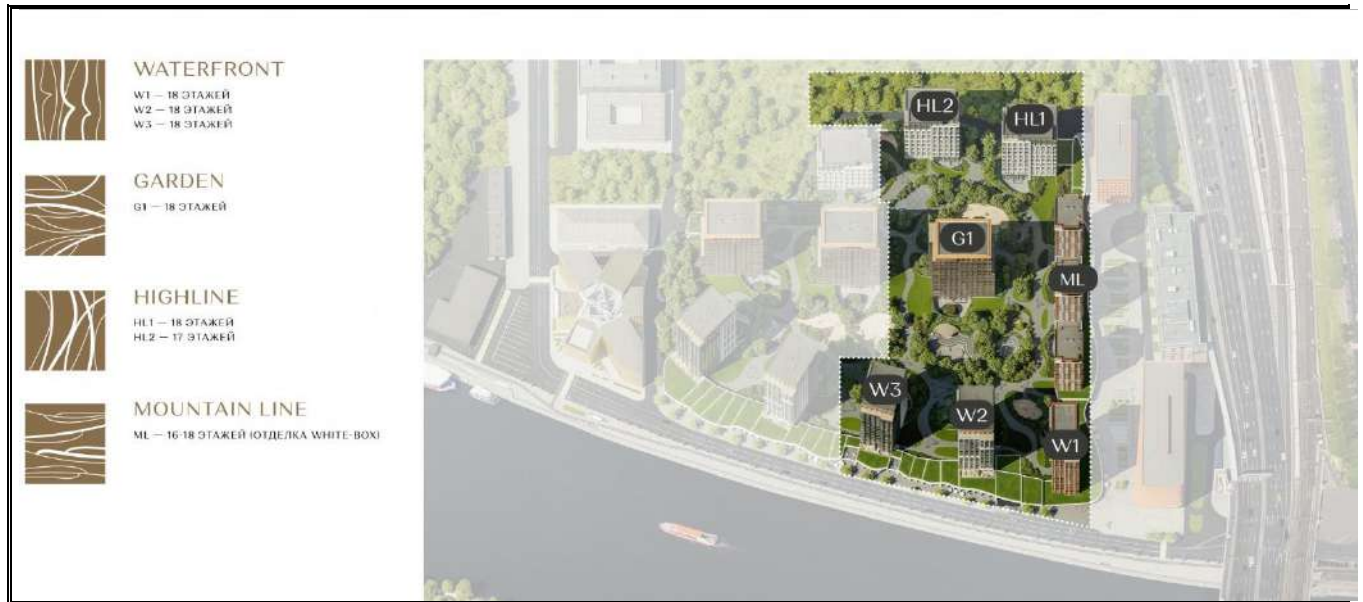 WATERFRONT
W1 — 18 ЭТАЖЕЙ
W2 — 18 ЭТАЖЕЙ
W3 — 18 ЭТАЖЕЙ
GARDEN
G1 — 18 ЭТАЖЕЙ
HIGHLINE
HL1 — 18 ЭТАЖЕЙ
HL2 — 17 ЭТАЖЕЙ
MOUNTAIN LINE
ML — 16-18 ЭТАЖЕЙ (ОТДЕЛКА WHITE-BOX)
HL2
HL1
G1
ML
W3
W2
W1